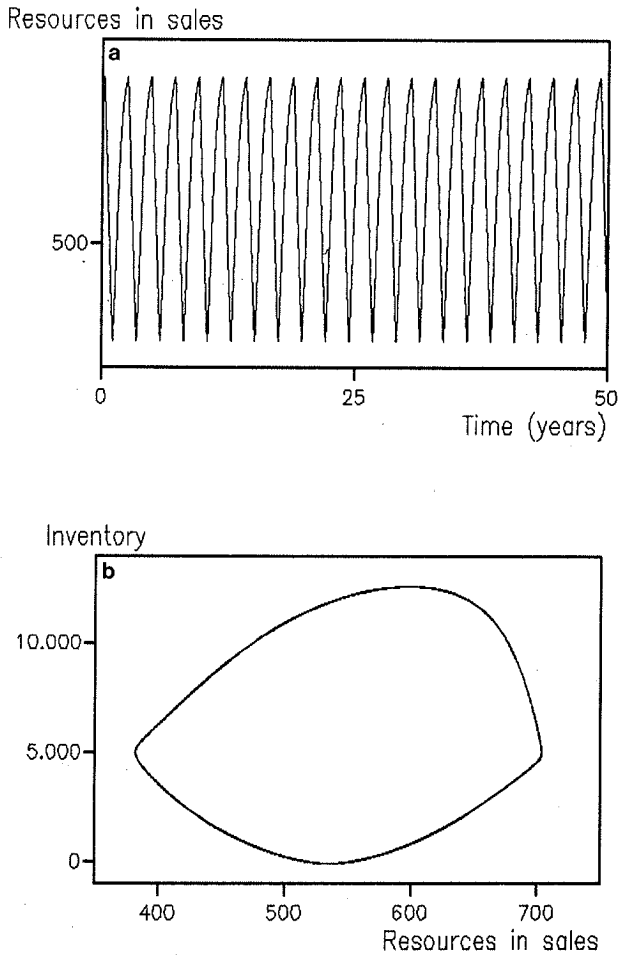 Resources in sales
a
500
0
25
50
Time (years)
Inventory
b
10.000
5.000
0
400
500
600
700
Resources in sales